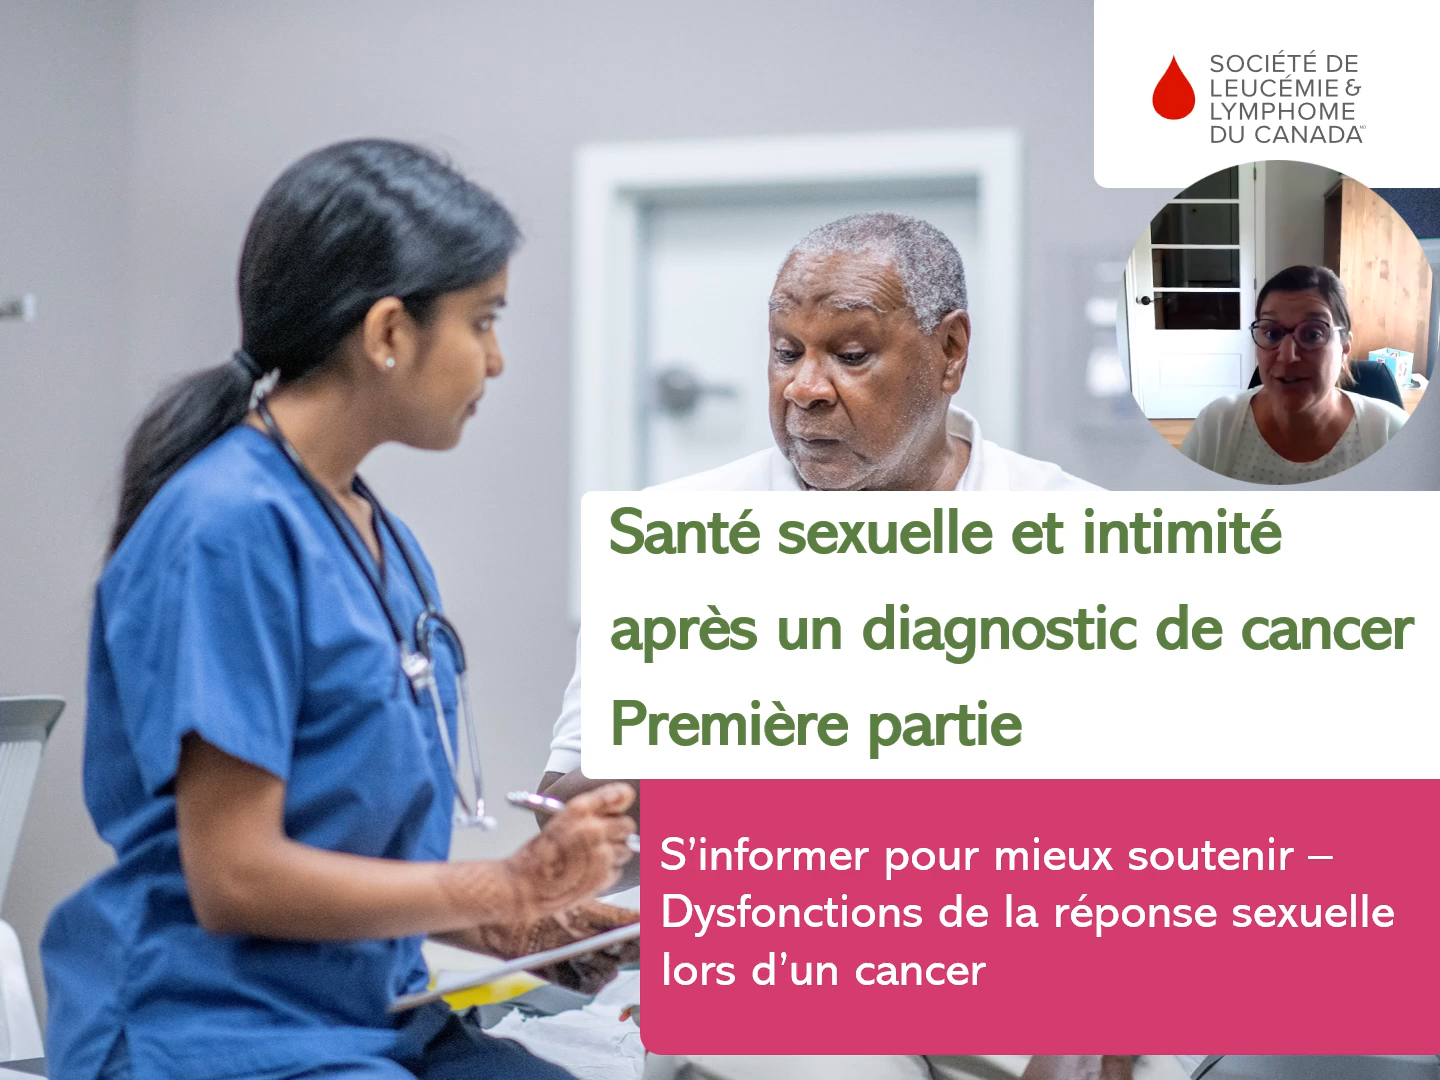 SOCIÉTÉ DE
LEUCÉMIE &
LYMPHOME
DU CANADA
Santé sexuelle et intimité
après un diagnostic de cancer
Première partie
S’informer pour mieux soutenir –
Dysfonctions de la réponse sexuelle
lors d’un cancer